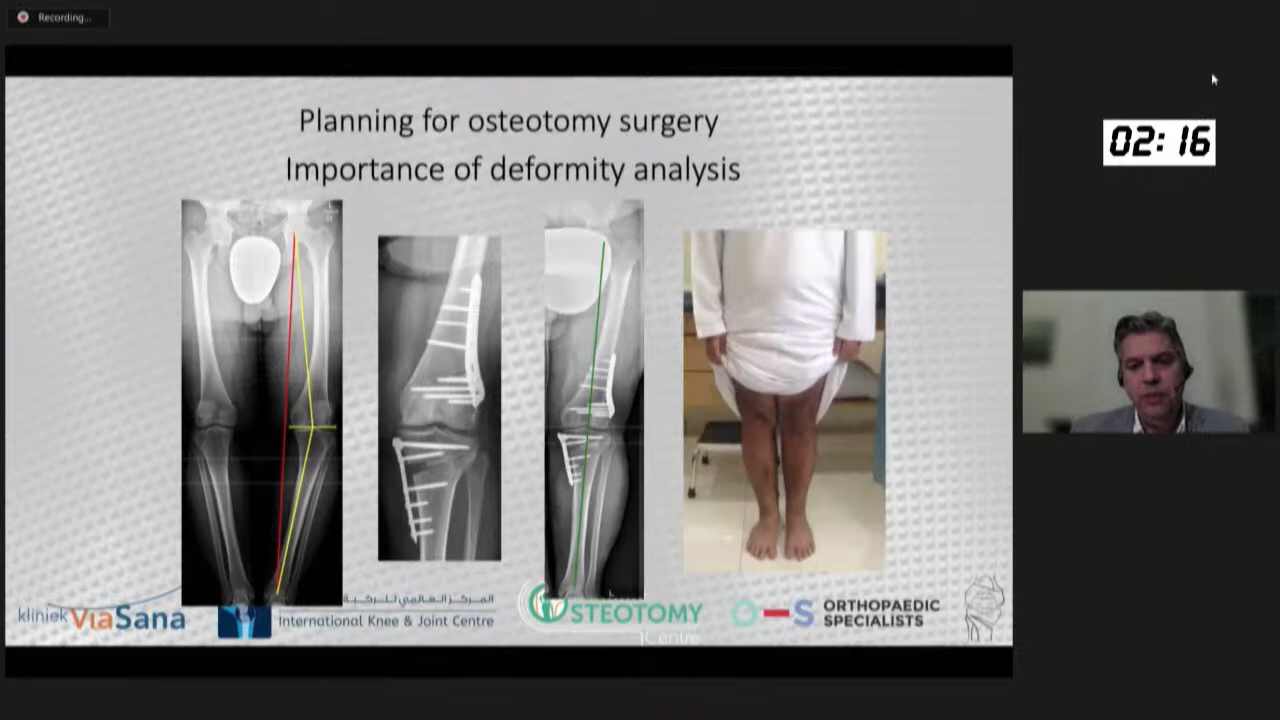 Recording...
Planning for osteotomy surgery
Importance of deformity analysis
02:16
kliniek ViaSana
المركز العالمي للركبة
International Knee & Joint Centre
OSTEOTOMY
Centre
O-S ORTHOPAEDIC
SPECIALISTS